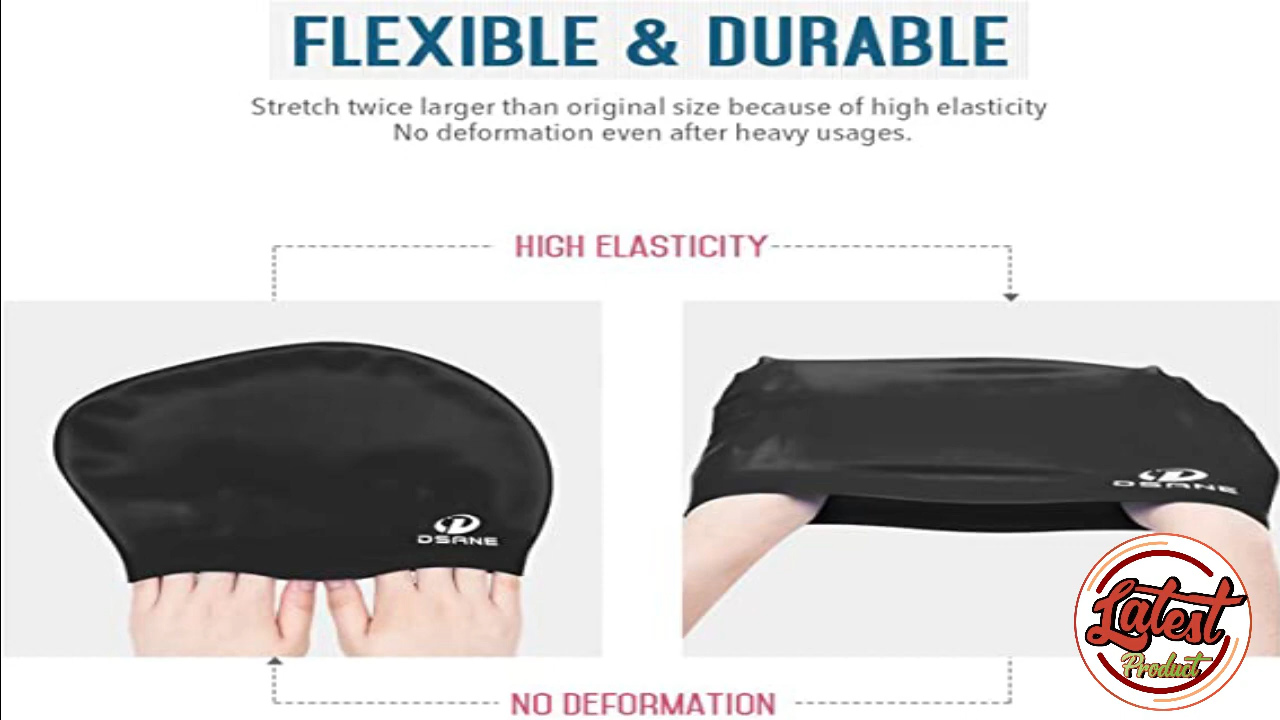 FLEXIBLE & DURABLE
Stretch twice larger than original size because of high elasticity
No deformation even after heavy usages.
HIGH ELASTICITY
DSANE
DSANE
Latest
Product
NO DEFORMATION